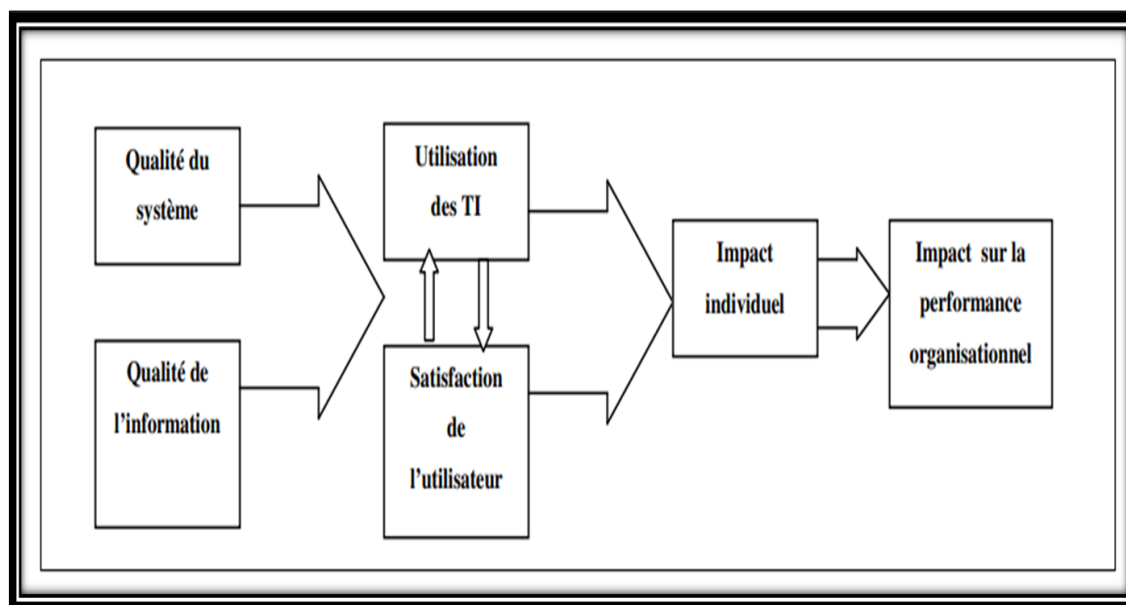 Qualité du
système
Qualité de
l'information
Utilisation
des TI
Satisfaction
de
l'utilisateur
Impact
individuel
Impact sur la
performance
organisationnel